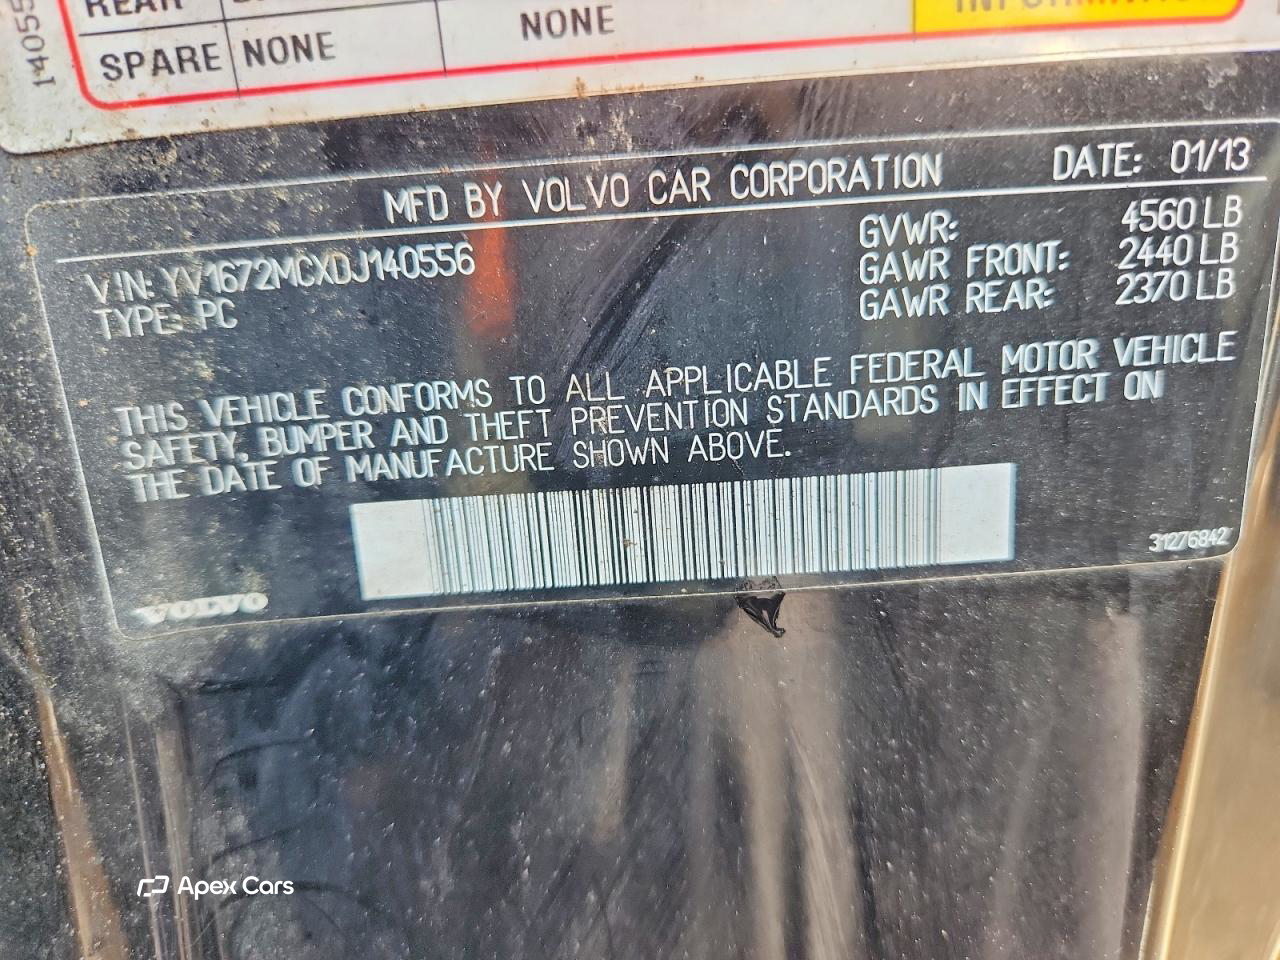 REAR
SPARE NONE NONE
14055
MFD BY VOLVO CAR CORPORATION DATE: 01/13
VIN: YV1672MCXDJ140556 GVWR: 4560 LB
TYPE: PC GAWR FRONT: 2440 LB
GAWR REAR: 2370 LB
THIS VEHICLE CONFORMS TO ALL APPLICABLE FEDERAL MOTOR VEHICLE
SAFETY, BUMPER AND THEFT PREVENTION STANDARDS IN EFFECT ON
THE DATE OF MANUFACTURE SHOWN ABOVE.
31276842
VOLVO
Apex Cars